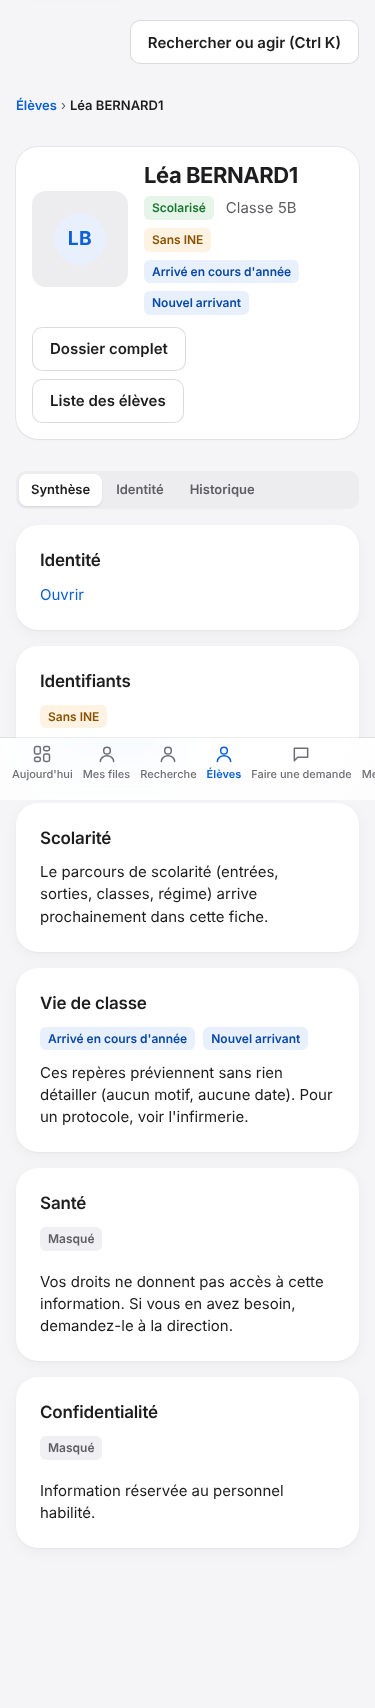 Rechercher ou agir (Ctrl K)
Élèves › Léa BERNARD1
LB
Léa BERNARD1
Scolarisé Classe 5B
Sans INE
Arrivé en cours d'année
Nouvel arrivant
Dossier complet
Liste des élèves
Synthèse Identité Historique
Identité
Ouvrir
Identifiants
Sans INE
Aujourd'hui Mes files Recherche Élèves Faire une demande Me
Scolarité
Le parcours de scolarité (entrées,
sorties, classes, régime) arrive
prochainement dans cette fiche.
Vie de classe
Arrivé en cours d'année Nouvel arrivant
Ces repères préviennent sans rien
détailler (aucun motif, aucune date). Pour
un protocole, voir l'infirmerie.
Santé
Masqué
Vos droits ne donnent pas accès à cette
information. Si vous en avez besoin,
demandez-le à la direction.
Confidentialité
Masqué
Information réservée au personnel
habilité.